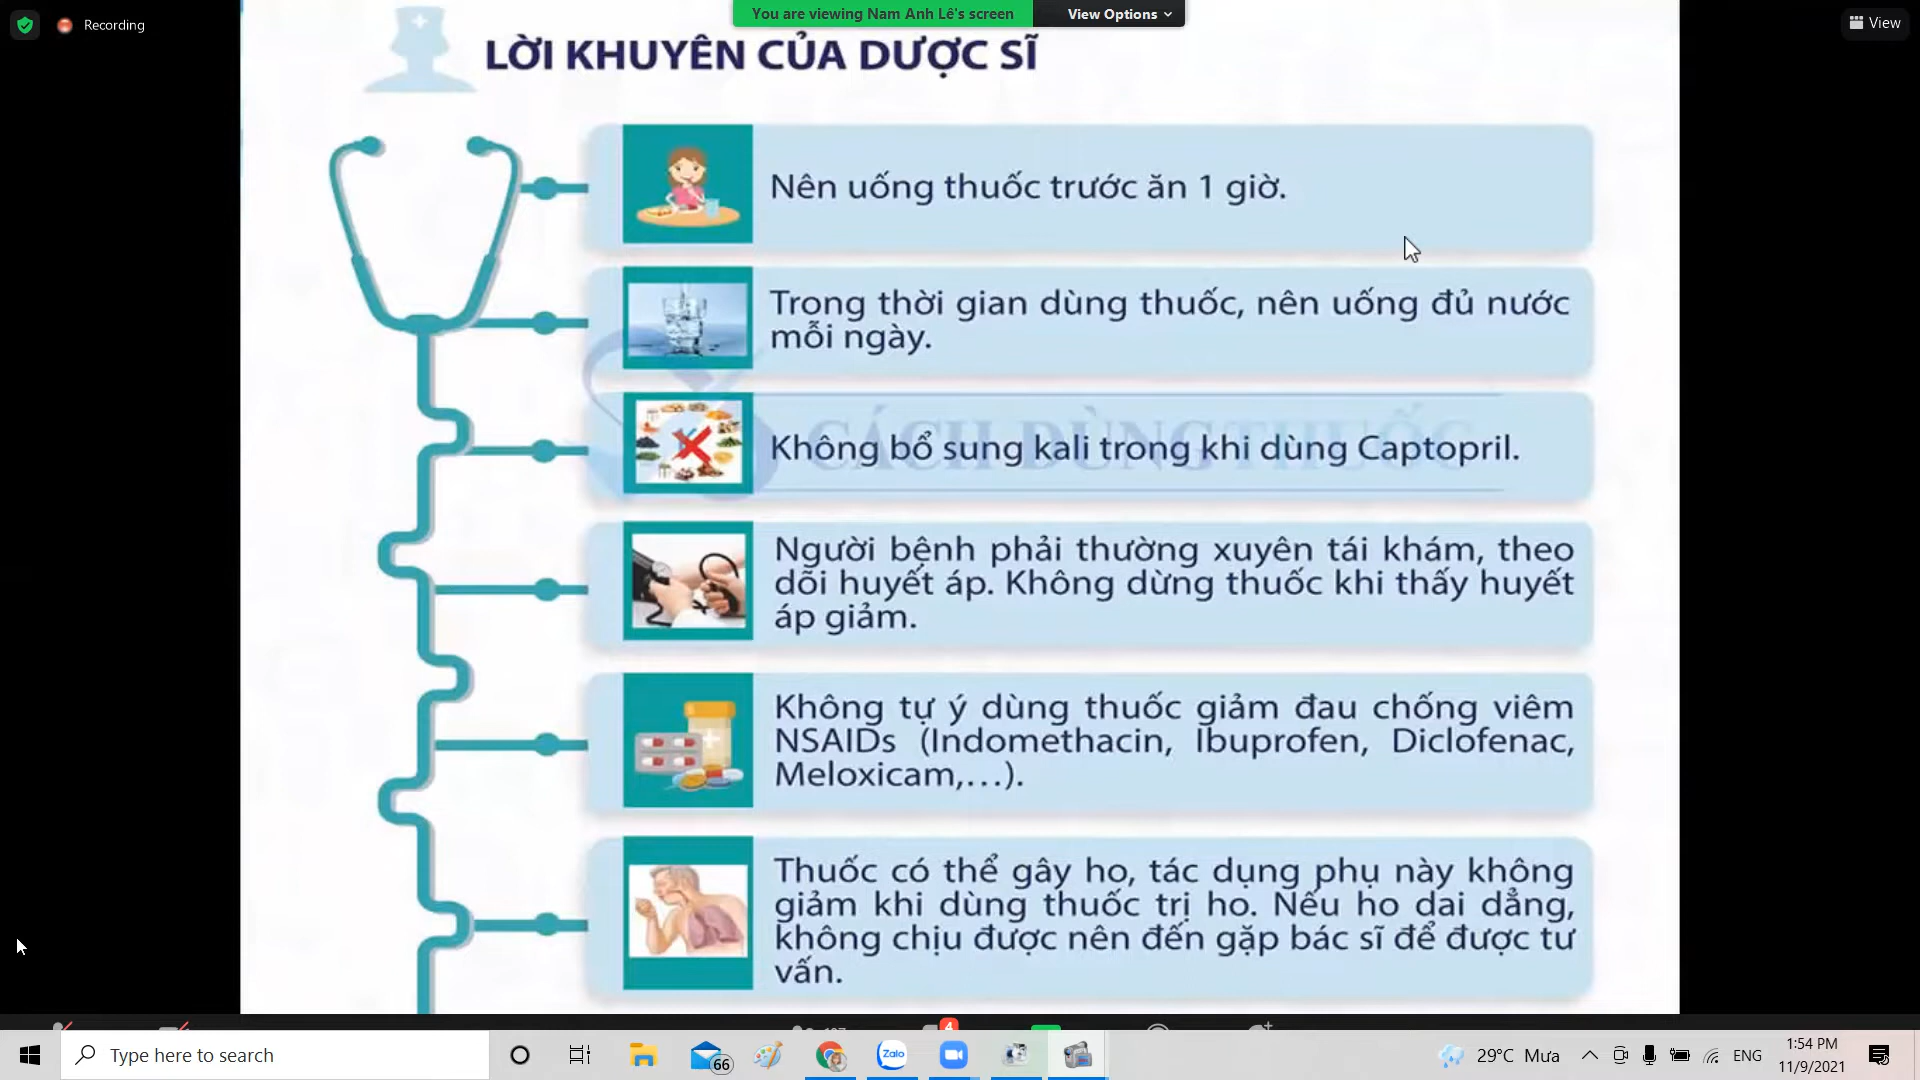 You are viewing Nam Anh Lê's screen
View Options
Recording
View
LỜI KHUYÊN CỦA DƯỢC SĨ
Nên uống thuốc trước ăn 1 giờ.
Trong thời gian dùng thuốc, nên uống đủ nước
mỗi ngày.
CÁCH DÙNG THUỐC
Không bổ sung kali trong khi dùng Captopril.
Người bệnh phải thường xuyên tái khám, theo
dõi huyết áp. Không dừng thuốc khi thấy huyết
áp giảm.
Không tự ý dùng thuốc giảm đau chống viêm
NSAIDs (Indomethacin, Ibuprofen, Diclofenac,
Meloxicam,…).
Thuốc có thể gây ho, tác dụng phụ này không
giảm khi dùng thuốc trị ho. Nếu ho dai dẳng,
không chịu được nên đến gặp bác sĩ để được tư
vấn.
4
Type here to search
66
Zalo
29°C Mưa
ENG
1:54 PM
11/9/2021